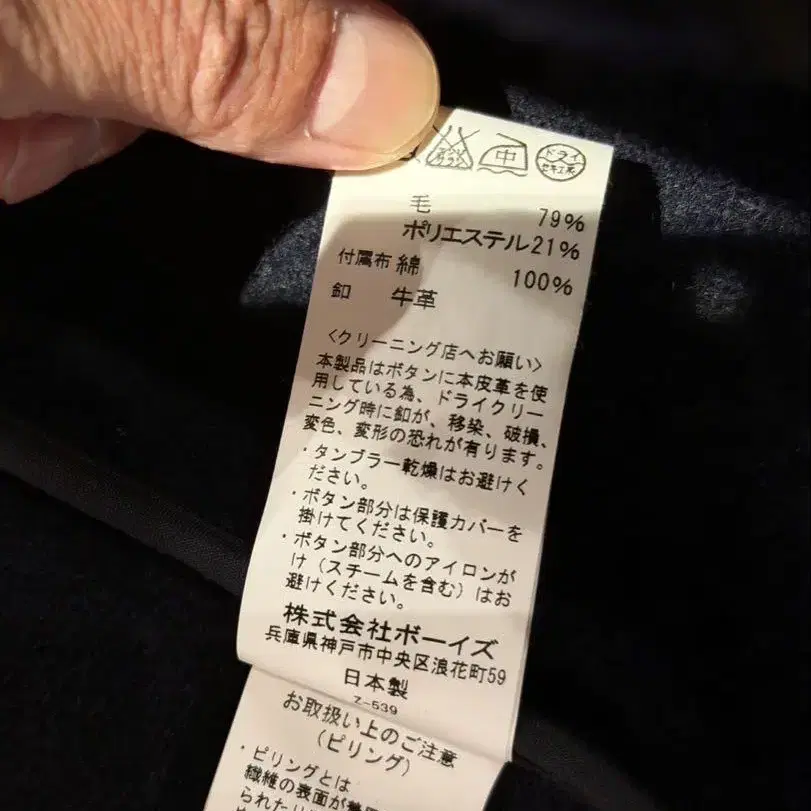 中 ドライ セキユ系
毛 79%
ポリエステル21%
付属布 綿 100%
釦 牛革
<クリーニング店へお願い>
本製品はボタンに本皮革を使
用している為、ドライクリー
ニング時に釦が、移染、破損、
変色、変形の恐れが有ります。
・タンブラー乾燥はお避けく
ださい。
・ボタン部分は保護カバーを
掛けてください。
・ボタン部分へのアイロンが
け（スチームを含む）はお
避けください。
株式会社ボーイズ
兵庫県神戸市中央区浪花町59
日本製
Z-539
お取扱い上のご注意
(ピリング)
・ピリングとは
繊維の表面が
られた